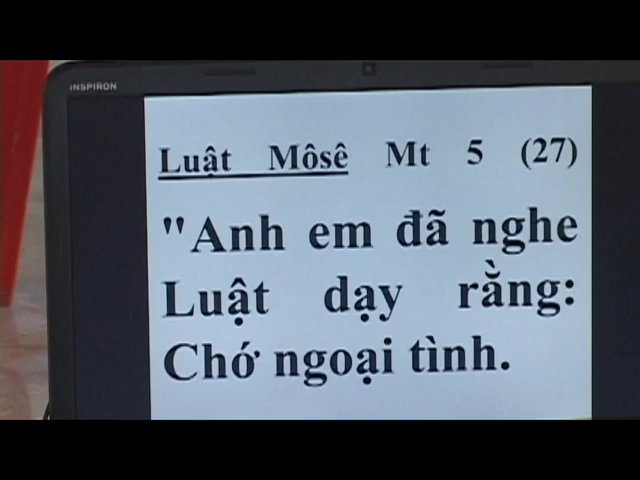 INSPIRON
Luật Môsê Mt 5 (27)
"Anh em đã nghe
Luật dạy rằng:
Chớ ngoại tình.